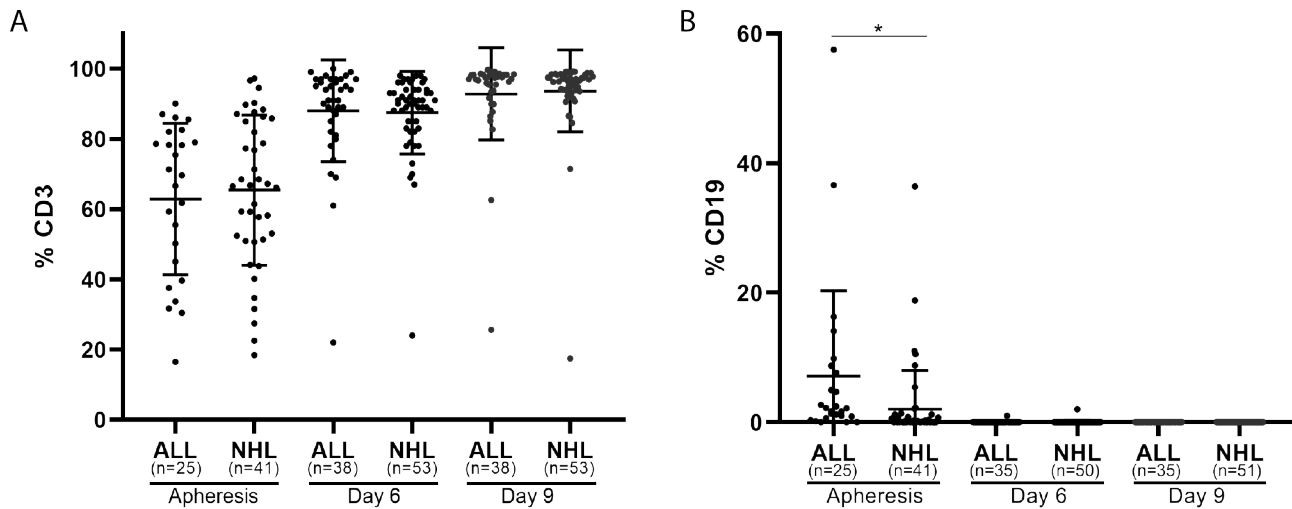 A
% CD3
100
80
60
40
20
0
ALL NHL ALL NHL ALL NHL
(n=25) (n=41) (n=38) (n=53) (n=38) (n=53)
Apheresis Day 6 Day 9
B
% CD19
60
40
20
0
*
ALL NHL ALL NHL ALL NHL
(n=25) (n=41) (n=35) (n=50) (n=35) (n=51)
Apheresis Day 6 Day 9